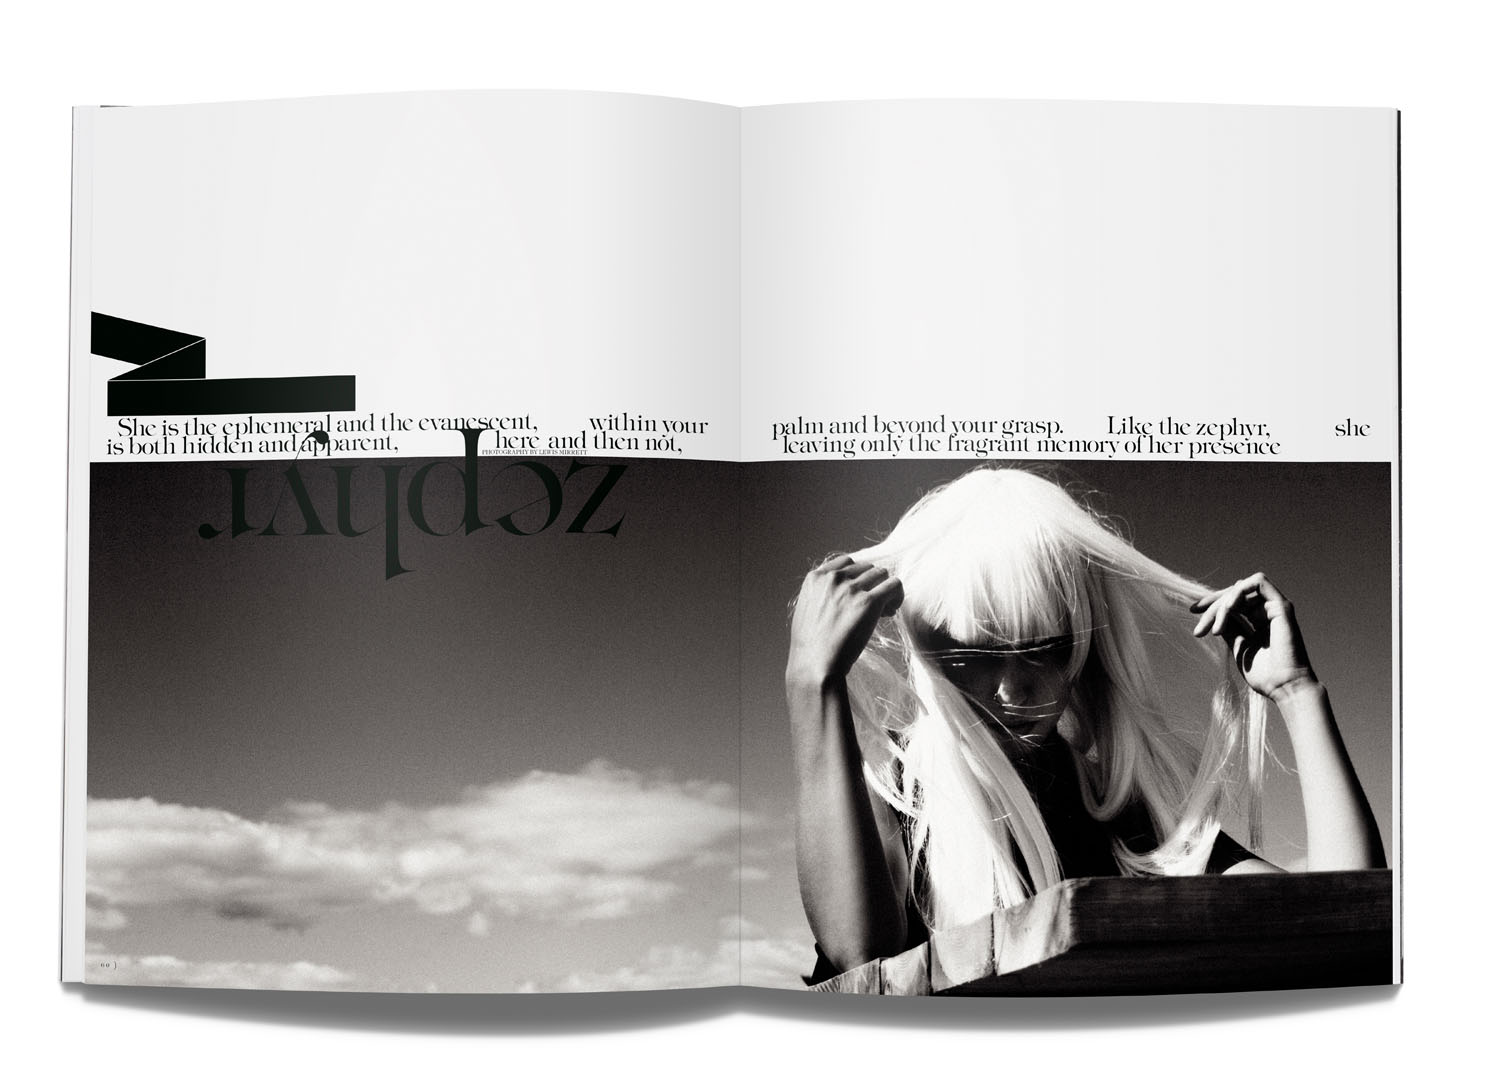 She is the ephemeral and the evanescent, within your palm and beyond your grasp. Like the zephyr, she
is both hidden and apparent, here and then not, leaving only the fragrant memory of her presence
PHOTOGRAPHY BY LEWIS MIRRETT
zephyr